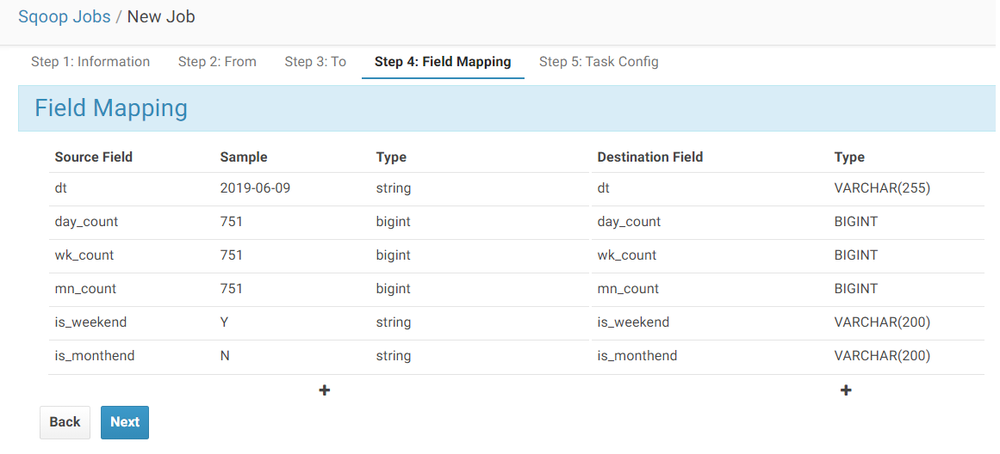 Sqoop Jobs / New Job
Step 1: Information Step 2: From Step 3: To Step 4: Field Mapping Step 5: Task Config
Field Mapping
Source Field Sample Type Destination Field Type
dt 2019-06-09 string dt VARCHAR(255)
day_count 751 bigint day_count BIGINT
wk_count 751 bigint wk_count BIGINT
mn_count 751 bigint mn_count BIGINT
is_weekend Y string is_weekend VARCHAR(200)
is_monthend N string is_monthend VARCHAR(200)
+ +
Back Next